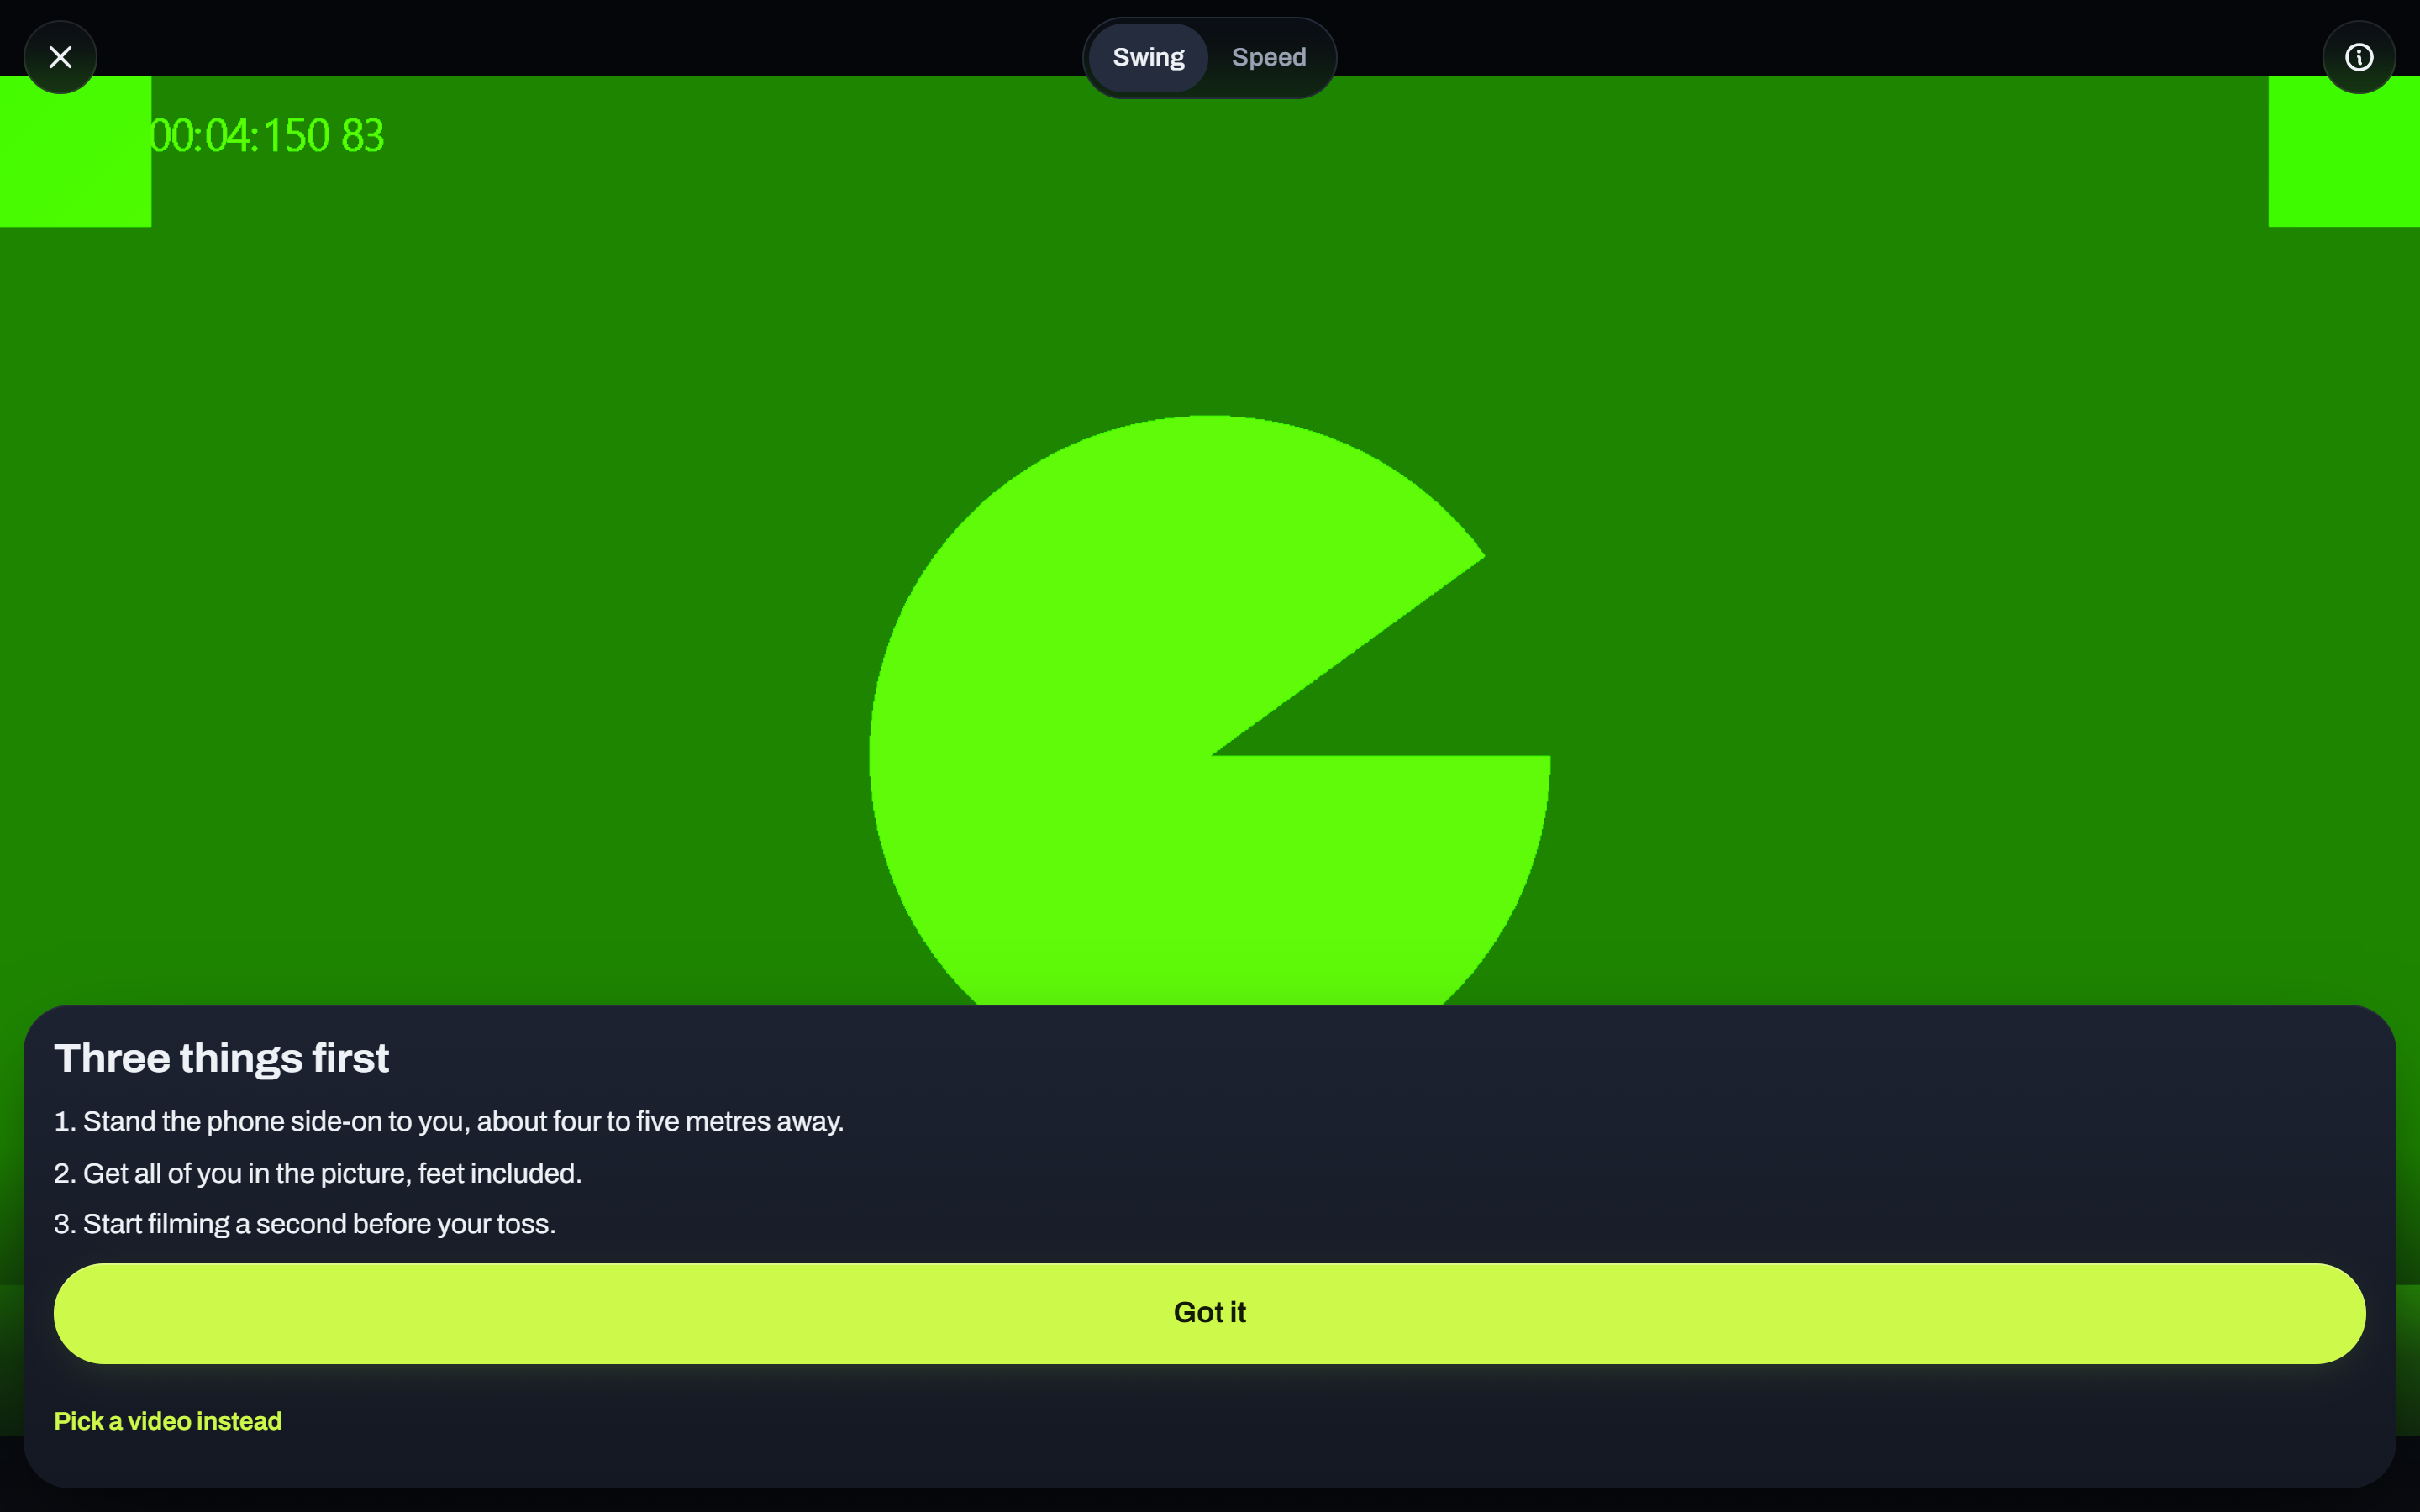 Swing Speed
00:04:150 83
Three things first
1. Stand the phone side-on to you, about four to five metres away.
2. Get all of you in the picture, feet included.
3. Start filming a second before your toss.
Got it
Pick a video instead